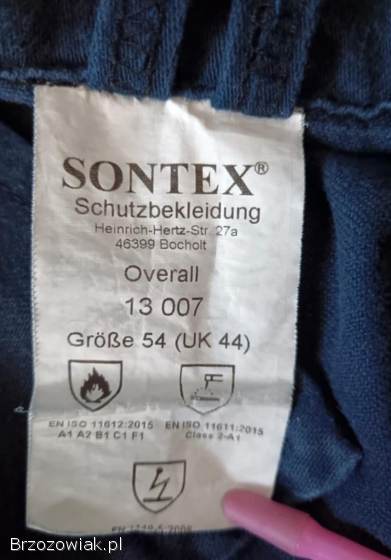 SONTEX®
Schutzbekleidung
Heinrich-Hertz-Str. 27a
46399 Bocholt
Overall
13 007
Größe 54 (UK 44)
EN ISO 11612:2015 EN ISO 11611:2015
A1 A2 B1 C1 F1 Class 2-A1
Brzozowiak.pl